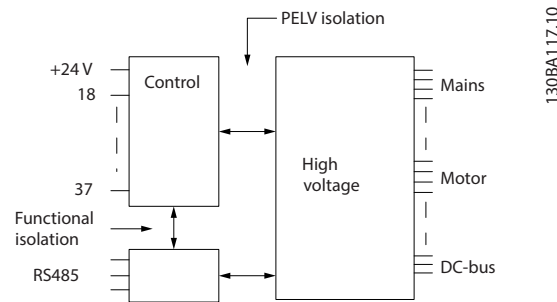 PELV isolation
130BA117.10
+24 V
Control
Mains
18
High
voltage
Motor
37
Functional
isolation
RS485
DC-bus